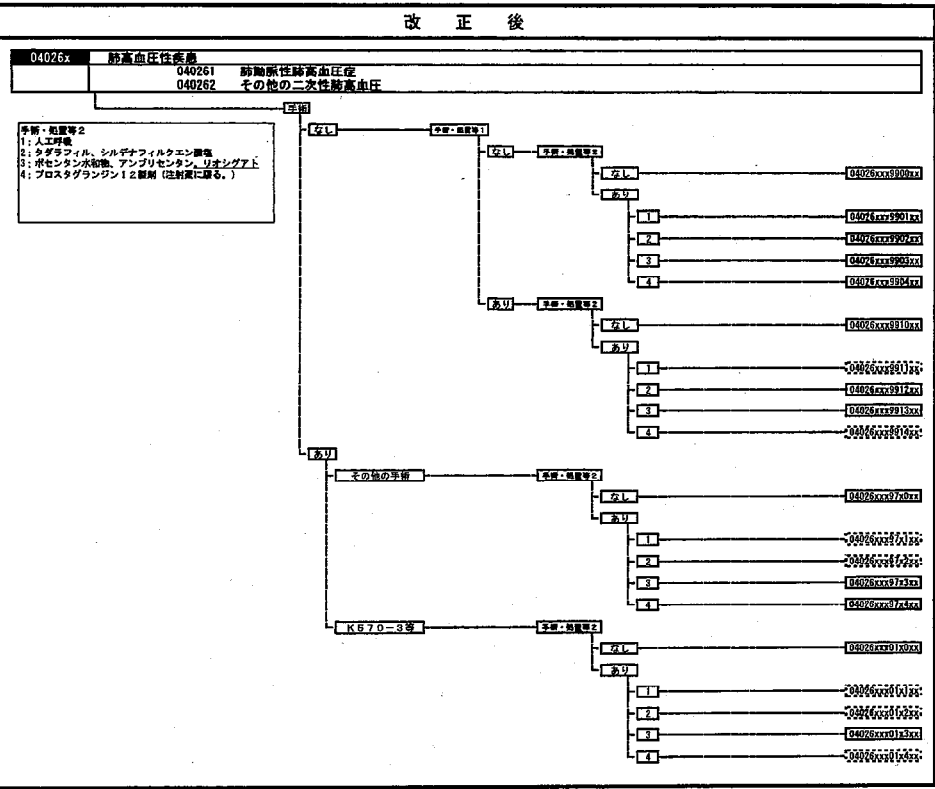 改 正 後
04026x 肺高血圧性疾患
040261 肺動脈性肺高血圧症
040262 その他の二次性肺高血圧
手術
手術・処置等2
1:人工呼吸
2:タダラフィル、シルデナフィルクエン酸塩
3:ボセンタン水和物、アンブリセンタン、リオシグアト
4:プロスタグランジンI2製剤(注射薬に限る。)
なし 手術・処置等1
なし 手術・処置等2
なし 04026xxx9900xx
あり
1 04026xxx9901xx
2 04026xxx9902xx
3 04026xxx9903xx
4 04026xxx9904xx
あり 手術・処置等2
なし 04026xxx9910xx
あり
1 04026xxx9911xx
2 04026xxx9912xx
3 04026xxx9913xx
4 04026xxx9914xx
あり
その他の手術 手術・処置等2
なし 04026xxx97x0xx
あり
1 04026xxx97x1xx
2 04026xxx97x2xx
3 04026xxx97x3xx
4 04026xxx97x4xx
K570-3等 手術・処置等2
なし 04026xxx01x0xx
あり
1 04026xxx01x1xx
2 04026xxx01x2xx
3 04026xxx01x3xx
4 04026xxx01x4xx